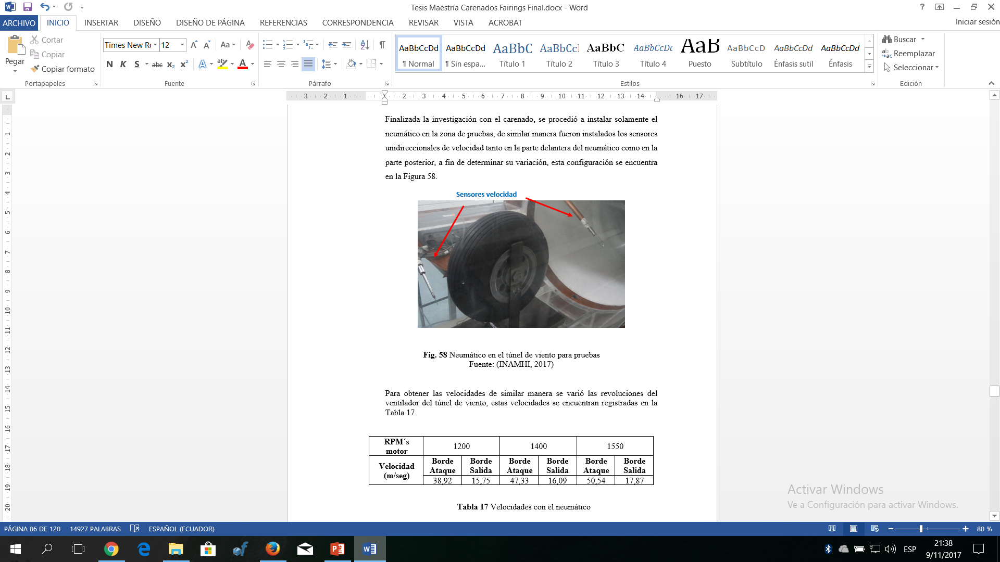 Tesis Maestría Carenados Fairings Final.docx - Word
ARCHIVO INICIO INSERTAR DISEÑO DISEÑO DE PÁGINA REFERENCIAS CORRESPONDENCIA REVISAR VISTA ACROBAT Iniciar sesión
Pegar
Cortar
Copiar
Copiar formato
Portapapeles
Times New Ro 12
Fuente
Párrafo
AaBbCcDd AaBbCcDd AaBbC AaBbCc AaBbC AaBbCcDc AaB AaBbCcD AaBbCcDd AaBbCcDd
¶ Normal ¶ Sin espa... Título 1 Título 2 Título 3 Título 4 Puesto Subtítulo Énfasis sutil Énfasis
Estilos
Buscar
Reemplazar
Seleccionar
Edición
3 2 1 2 3 4 5 6 7 8 9 10 11 12 13 14 16 17
1 2 3 4 5 6 7 8 9 10 11 12 13 14 15 16 17 18 19 20
Finalizada la investigación con el carenado, se procedió a instalar solamente el
neumático en la zona de pruebas, de similar manera fueron instalados los sensores
unidireccionales de velocidad tanto en la parte delantera del neumático como en la
parte posterior, a fin de determinar su variación, esta configuración se encuentra
en la Figura 58.
Sensores velocidad
Fig. 58 Neumático en el túnel de viento para pruebas
Fuente: (INAMHI, 2017)
Para obtener las velocidades de similar manera se varió las revoluciones del
ventilador del túnel de viento, estas velocidades se encuentran registradas en la
Tabla 17.
RPM´s motor 1200 1400 1550
Velocidad (m/seg) Borde Ataque Borde Salida Borde Ataque Borde Salida Borde Ataque Borde Salida
38,92 15,75 47,33 16,09 50,54 17,87
Tabla 17 Velocidades con el neumático
Activar Windows
Ve a Configuración para activar Windows.
PÁGINA 86 DE 120 14927 PALABRAS ESPAÑOL (ECUADOR) 80 %
ESP
21:38
9/11/2017